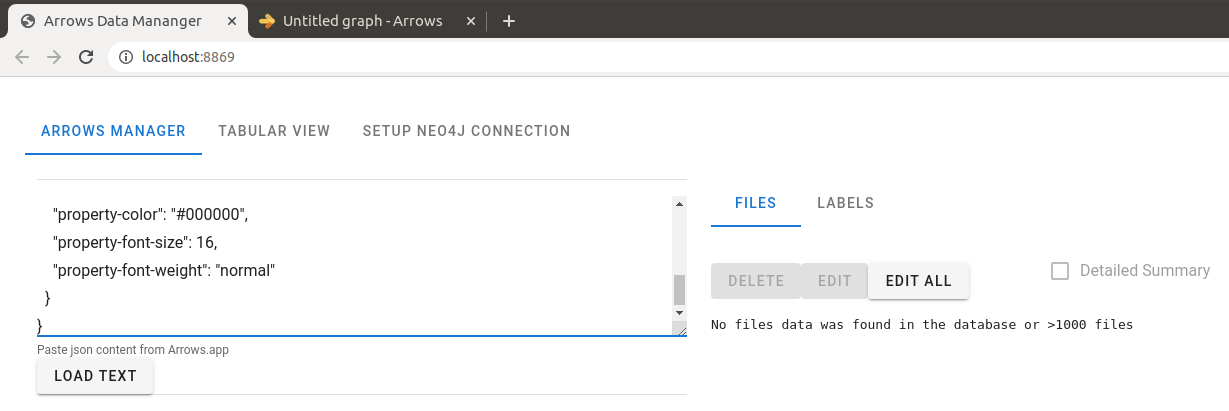 Arrows Data Mananger
Untitled graph - Arrows
localhost:8869
ARROWS MANAGER
TABULAR VIEW
SETUP NEO4J CONNECTION
"property-color": "#000000",
"property-font-size": 16,
"property-font-weight": "normal"
}
}
Paste json content from Arrows.app
LOAD TEXT
FILES
LABELS
DELETE
EDIT
EDIT ALL
Detailed Summary
No files data was found in the database or >1000 files